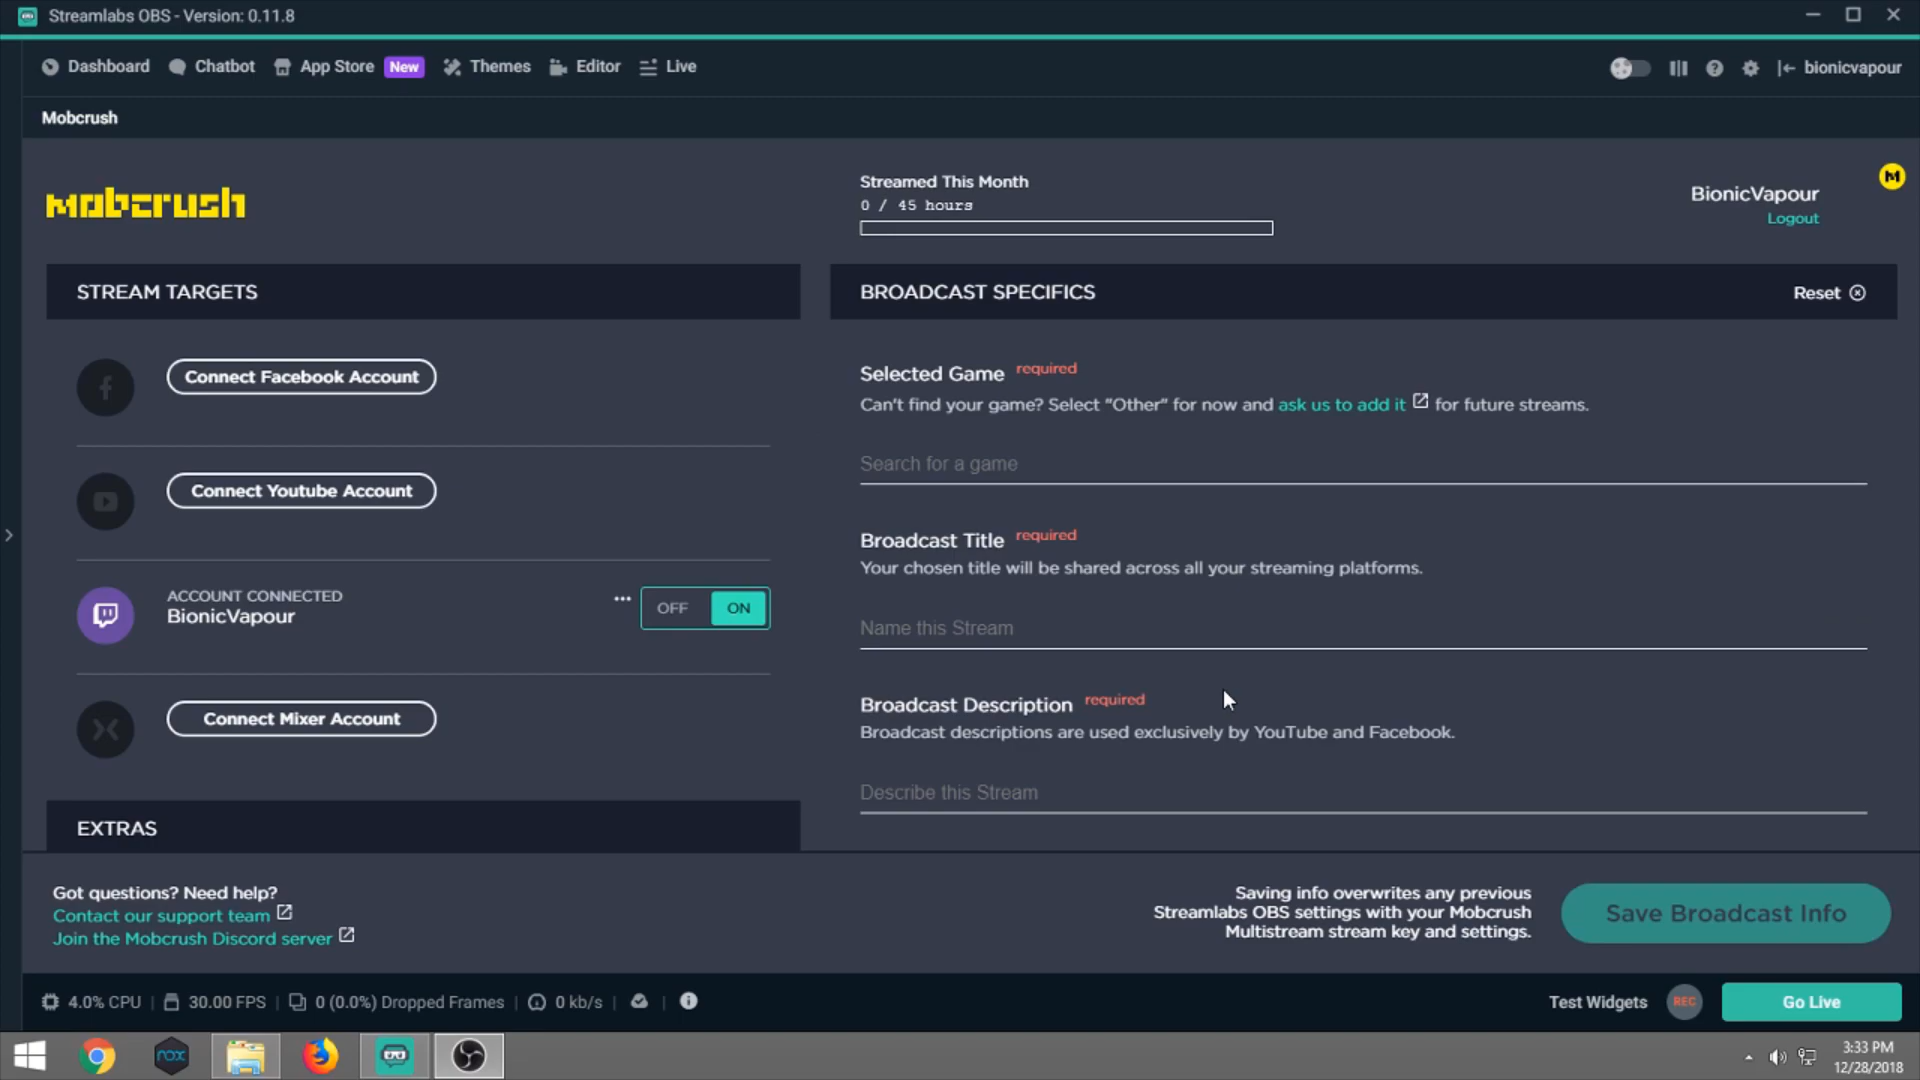 Streamlabs OBS - Version: 0.11.8
Dashboard Chatbot App Store New Themes Editor Live bionicvapour
Mobcrush
mobcrush
Streamed This Month
0 / 45 hours
BionicVapour
Logout
M
STREAM TARGETS
Connect Facebook Account
Connect Youtube Account
ACCOUNT CONNECTED
BionicVapour
... OFF ON
Connect Mixer Account
EXTRAS
BROADCAST SPECIFICS
Reset
Selected Game required
Can't find your game? Select "Other" for now and ask us to add it for future streams.
Search for a game
Broadcast Title required
Your chosen title will be shared across all your streaming platforms.
Name this Stream
Broadcast Description required
Broadcast descriptions are used exclusively by YouTube and Facebook.
Describe this Stream
Got questions? Need help?
Contact our support team
Join the Mobcrush Discord server
Saving info overwrites any previous
Streamlabs OBS settings with your Mobcrush
Multistream stream key and settings.
Save Broadcast Info
4.0% CPU | 30.00 FPS | 0 (0.0%) Dropped Frames | 0 kb/s
Test Widgets REC Go Live
nox
3:33 PM
12/28/2018